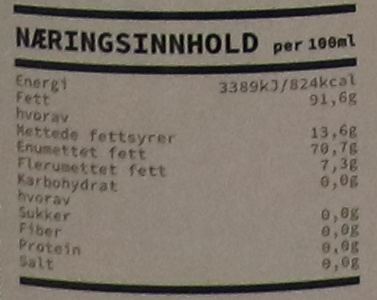 NÆRINGSINNHOLD per 100ml
Energi 3389kJ/824kcal
Fett 91,6g
hvorav
Mettede fettsyrer 13,6g
Enumettet fett 70,7g
Flerumettet fett 7,3g
Karbohydrat 0,0g
hvorav
Sukker 0,0g
Fiber 0,0g
Protein 0,0g
Salt 0,0g